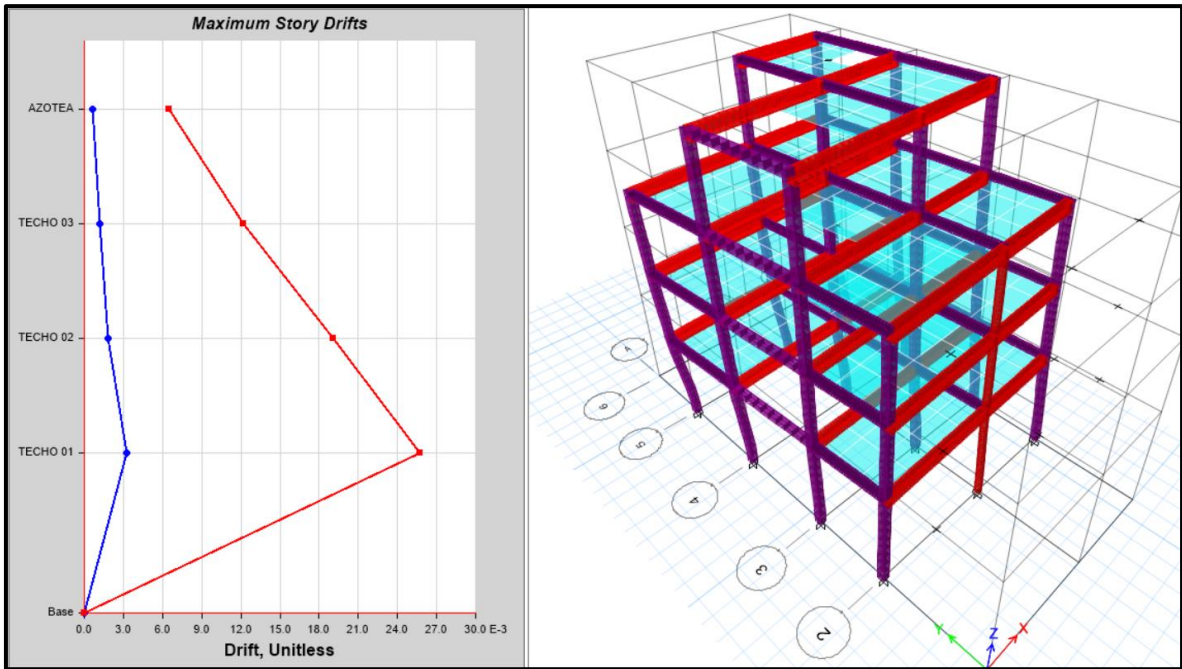 Maximum Story Drifts
AZOTEA
TECHO 03
TECHO 02
TECHO 01
Base
0.0 3.0 6.0 9.0 12.0 15.0 18.0 21.0 24.0 27.0 30.0 E-3
Drift, Unitless
6
5
4
3
2
Y
Z
X